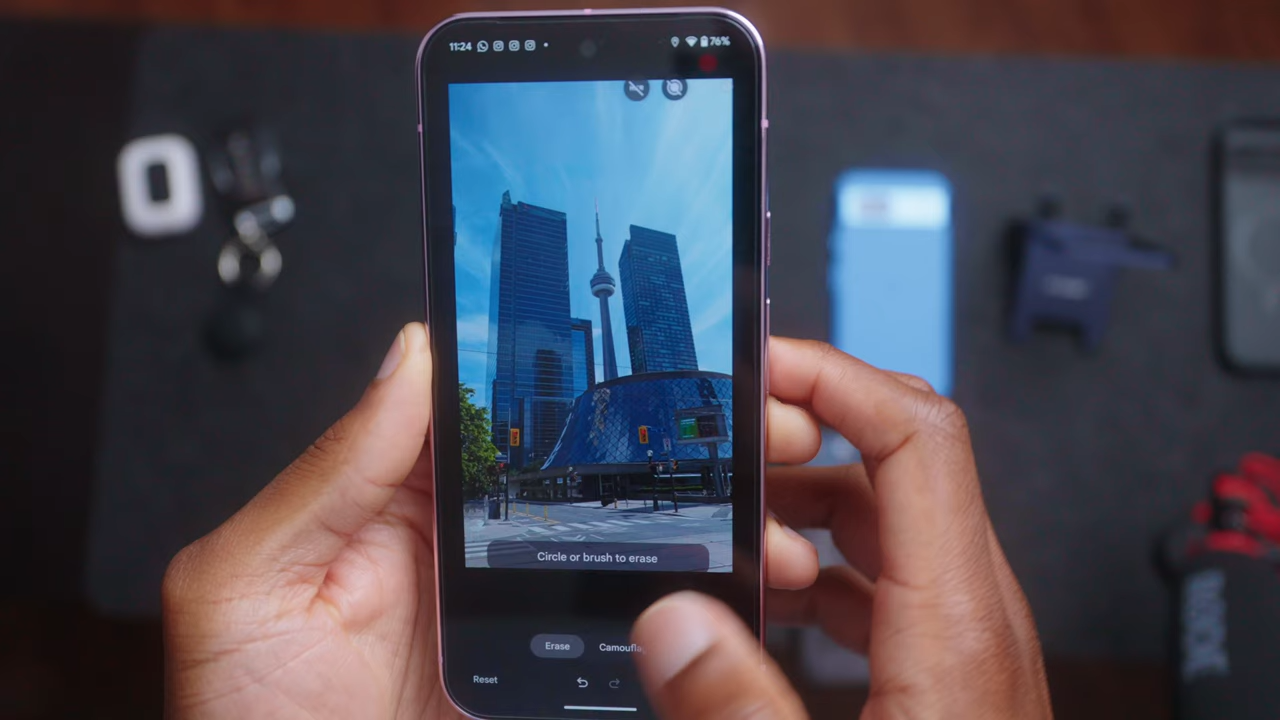 11:24
76%
Circle or brush to erase
Erase
Camoufla
Reset